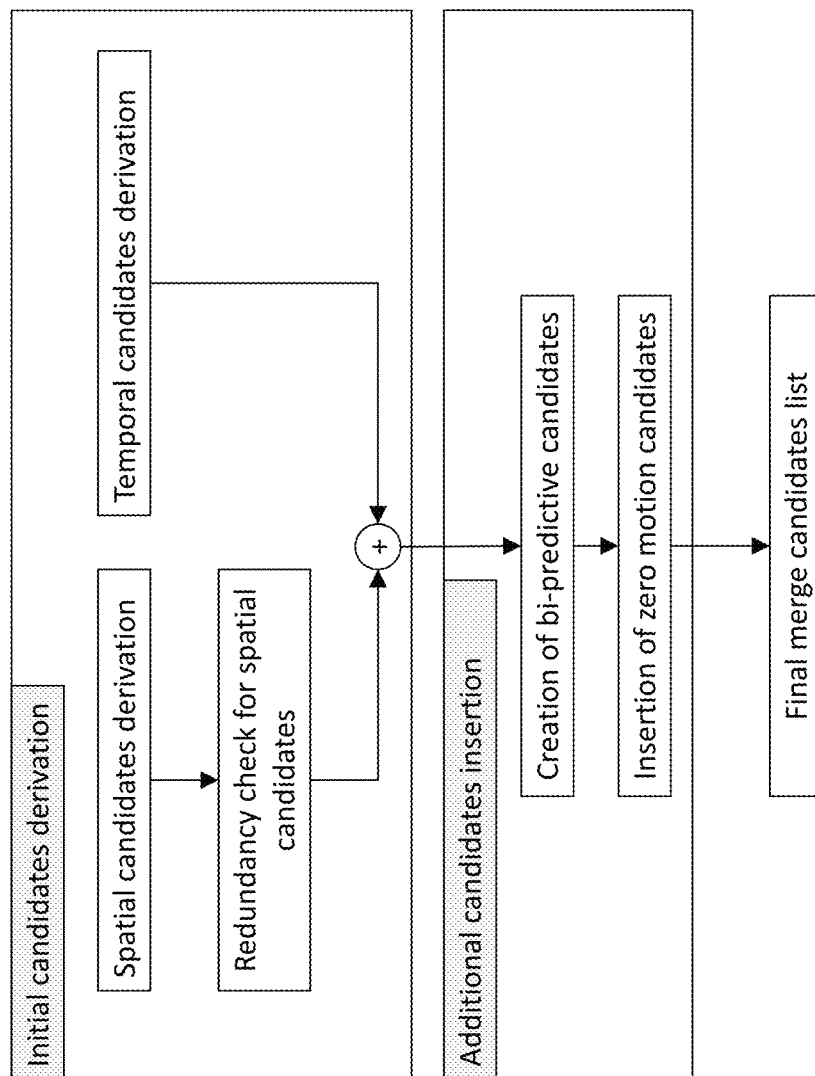 Initial candidates derivation
Spatial candidates derivation
Temporal candidates derivation
Redundancy check for spatial
candidates
+
Additional candidates insertion
Creation of bi-predictive candidates
Insertion of zero motion candidates
Final merge candidates list